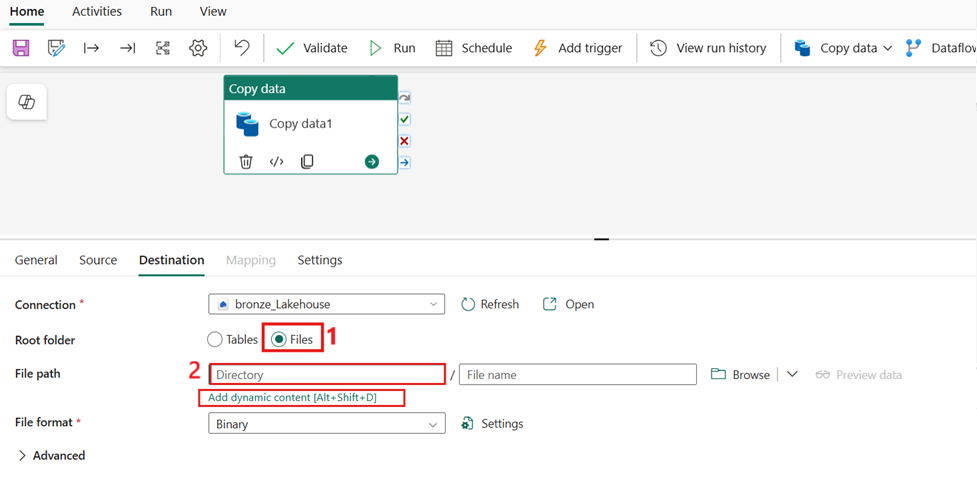 Home Activities Run View
Validate Run Schedule Add trigger View run history Copy data Dataflow
Copy data
Copy data1
General Source Destination Mapping Settings
Connection * bronze_Lakehouse Refresh Open
Root folder Tables Files 1
File path 2 Directory / File name Browse Preview data
Add dynamic content [Alt+Shift+D]
File format * Binary Settings
Advanced